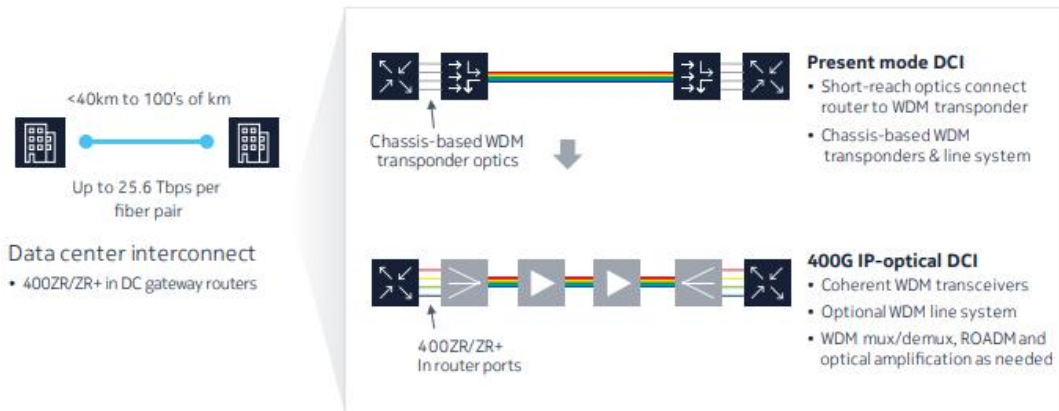 <40km to 100's of km
Up to 25.6 Tbps per
fiber pair
Data center interconnect
• 400ZR/ZR+ in DC gateway routers
Chassis-based WDM
transponder optics
Present mode DCI
• Short-reach optics connect
router to WDM transponder
• Chassis-based WDM
transponders & line system
400ZR/ZR+
In router ports
400G IP-optical DCI
• Coherent WDM transceivers
• Optional WDM line system
• WDM mux/demux, ROADM and
optical amplification as needed